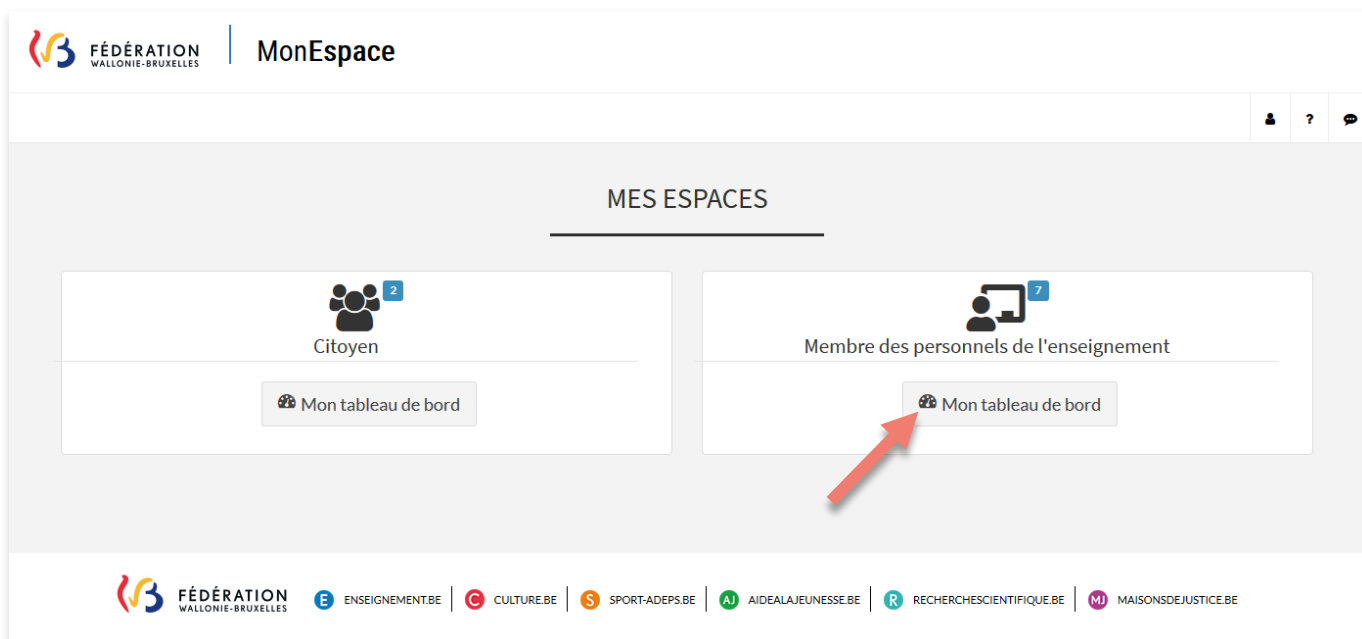 FÉDÉRATION
WALLONIE-BRUXELLES
MonEspace
?
MES ESPACES
2
Citoyen
Mon tableau de bord
7
Membre des personnels de l'enseignement
Mon tableau de bord
FÉDÉRATION
WALLONIE-BRUXELLES
E ENSEIGNEMENT.BE
C CULTURE.BE
S SPORT-ADEPS.BE
AJ AIDEALAJEUNESSE.BE
R RECHERCHESCIENTIFIQUE.BE
MJ MAISONSDEJUSTICE.BE